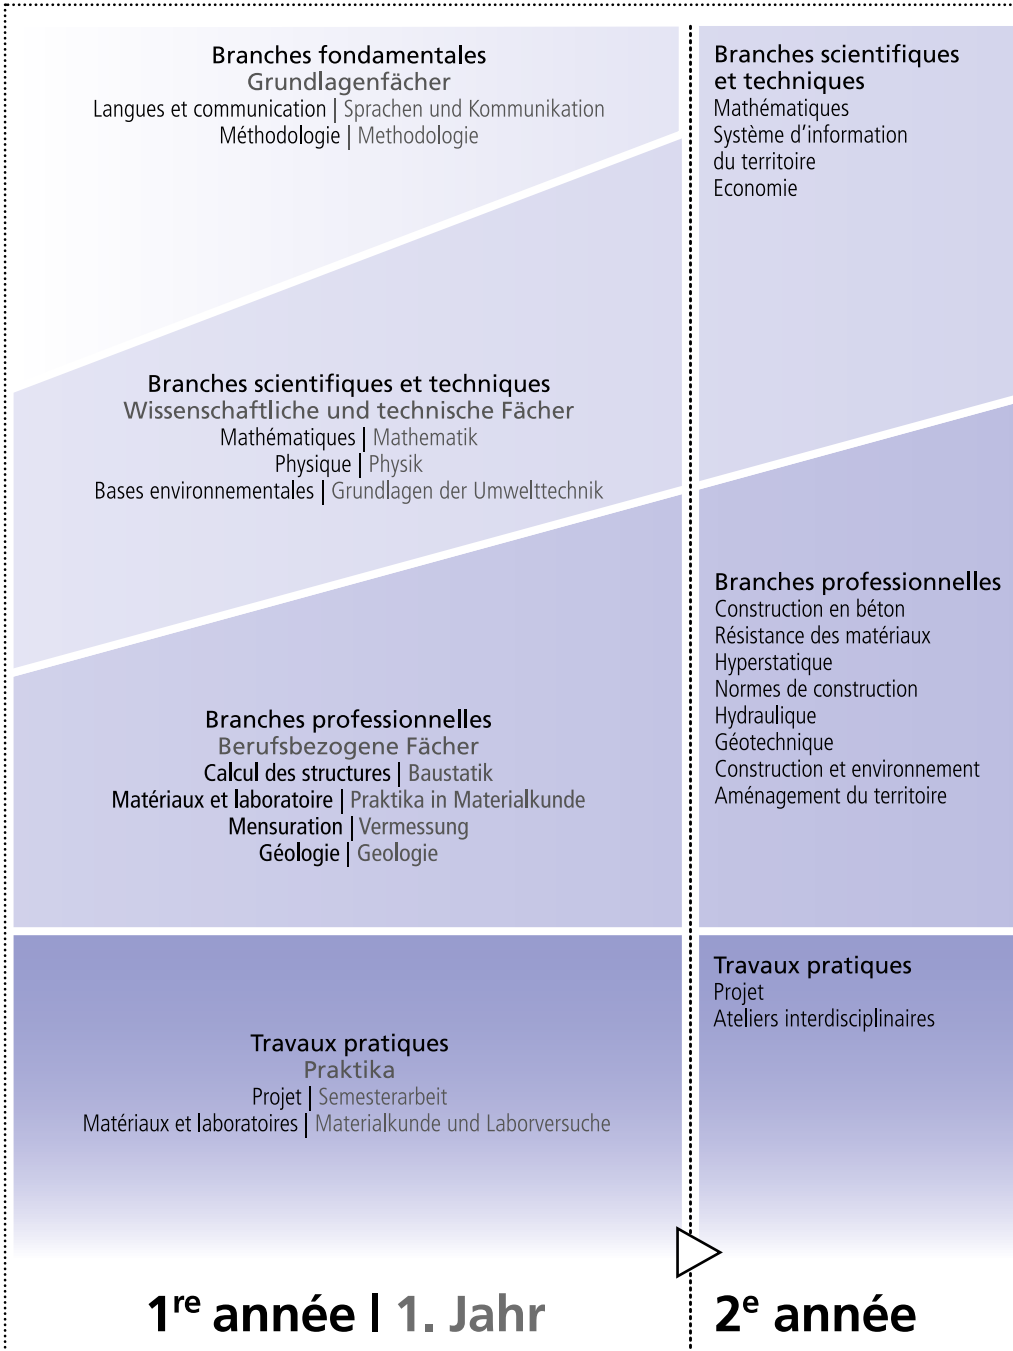 Branches fondamentales
Grundlagenfächer
Langues et communication | Sprachen und Kommunikation
Méthodologie | Methodologie
Branches scientifiques et techniques
Wissenschaftliche und technische Fächer
Mathématiques | Mathematik
Physique | Physik
Bases environnementales | Grundlagen der Umwelttechnik
Branches professionnelles
Berufsbezogene Fächer
Calcul des structures | Baustatik
Matériaux et laboratoire | Praktika in Materialkunde
Mensuration | Vermessung
Géologie | Geologie
Travaux pratiques
Praktika
Projet | Semesterarbeit
Matériaux et laboratoires | Materialkunde und Laborversuche
1re année | 1. Jahr
Branches scientifiques
et techniques
Mathématiques
Système d’information
du territoire
Economie
Branches professionnelles
Construction en béton
Résistance des matériaux
Hyperstatique
Normes de construction
Hydraulique
Géotechnique
Construction et environnement
Aménagement du territoire
Travaux pratiques
Projet
Ateliers interdisciplinaires
2e année